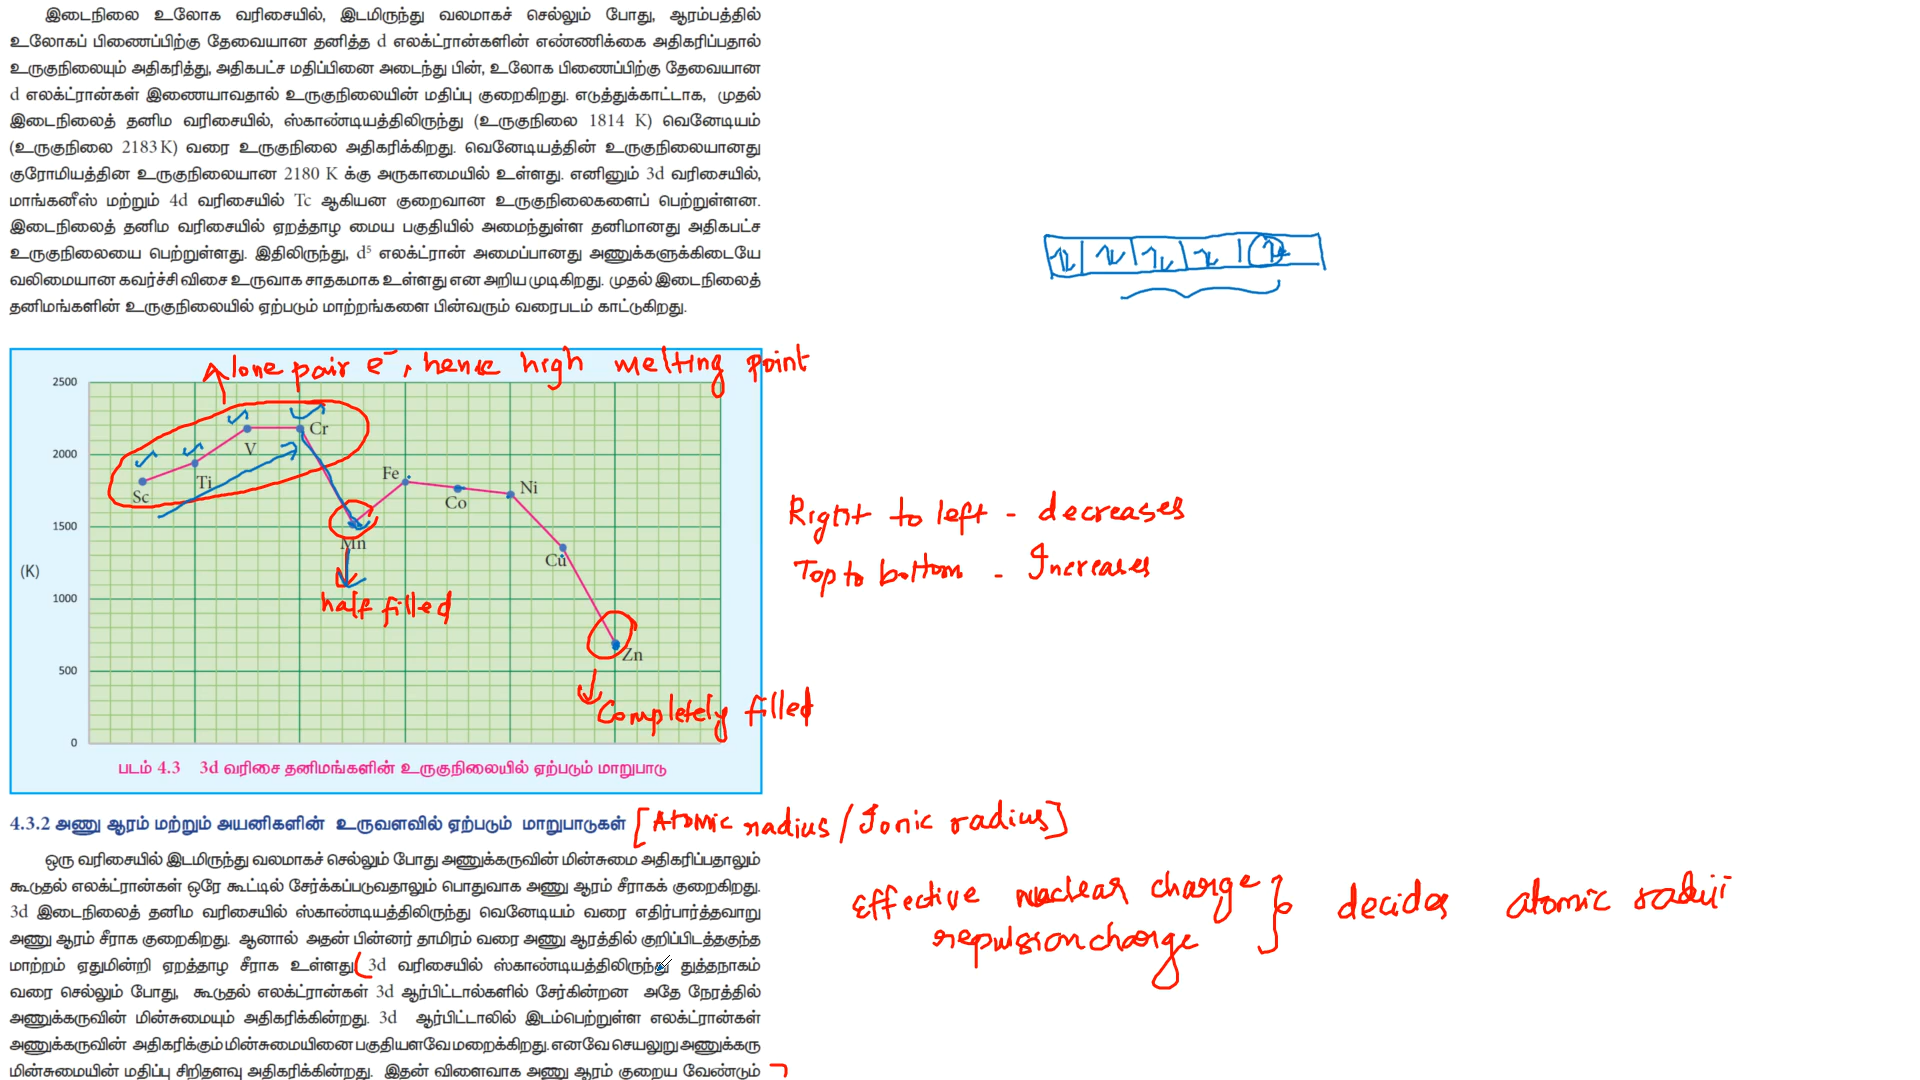 இடைநிலை உலோக வரிசையில், இடமிருந்து வலமாகச் செல்லும் போது, ஆரம்பத்தில்
உலோகப் பிணைப்பிற்கு தேவையான தனித்த d எலக்ட்ரான்களின் எண்ணிக்கை அதிகரிப்பதால்
உருகுநிலையும் அதிகரித்து, அதிகபட்ச மதிப்பினை அடைந்து பின், உலோக பிணைப்பிற்கு தேவையான
d எலக்ட்ரான்கள் இணையாவதால் உருகுநிலையின் மதிப்பு குறைகிறது. எடுத்துக்காட்டாக, முதல்
இடைநிலைத் தனிம வரிசையில், ஸ்காண்டியத்திலிருந்து (உருகுநிலை 1814 K) வெனேடியம்
(உருகுநிலை 2183 K) வரை உருகுநிலை அதிகரிக்கிறது. வெனேடியத்தின் உருகுநிலையானது
குரோமியத்தின உருகுநிலையான 2180 K க்கு அருகாமையில் உள்ளது. எனினும் 3d வரிசையில்,
மாங்கனீஸ் மற்றும் 4d வரிசையில் Tc ஆகியன குறைவான உருகுநிலைகளைப் பெற்றுள்ளன.
இடைநிலைத் தனிம வரிசையில் ஏறத்தாழ மைய பகுதியில் அமைந்துள்ள தனிமானது அதிகபட்ச
உருகுநிலையை பெற்றுள்ளது. இதிலிருந்து, d⁵ எலக்ட்ரான் அமைப்பானது அணுக்களுக்கிடையே
வலிமையான கவர்ச்சி விசை உருவாக சாதகமாக உள்ளது என அறிய முடிகிறது. முதல் இடைநிலைத்
தனிமங்களின் உருகுநிலையில் ஏற்படும் மாற்றங்களை பின்வரும் வரைபடம் காட்டுகிறது.
lone pair e⁻, hence high melting point
2500
2000
1500
(K)
1000
500
0
Sc
Ti
V
Cr
Mn
Fe
Co
Ni
Cu
Zn
half filled
Completely filled
Right to left - decreases
Top to bottom - Increases
படம் 4.3 3d வரிசை தனிமங்களின் உருகுநிலையில் ஏற்படும் மாறுபாடு
4.3.2 அணு ஆரம் மற்றும் அயனிகளின் உருவளவில் ஏற்படும் மாறுபாடுகள் [Atomic radius / Ionic radius]
ஒரு வரிசையில் இடமிருந்து வலமாகச் செல்லும் போது அணுக்கருவின் மின்சுமை அதிகரிப்பதாலும்
கூடுதல் எலக்ட்ரான்கள் ஒரே கூட்டில் சேர்க்கப்படுவதாலும் பொதுவாக அணு ஆரம் சீராகக் குறைகிறது.
3d இடைநிலைத் தனிம வரிசையில் ஸ்காண்டியத்திலிருந்து வெனேடியம் வரை எதிர்பார்த்தவாறு
அணு ஆரம் சீராக குறைகிறது. ஆனால் அதன் பின்னர் தாமிரம் வரை அணு ஆரத்தில் குறிப்பிடத்தகுந்த
மாற்றம் ஏதுமின்றி ஏறத்தாழ சீராக உள்ளது. 3d வரிசையில் ஸ்காண்டியத்திலிருந்து துத்தநாகம்
வரை செல்லும் போது, கூடுதல் எலக்ட்ரான்கள் 3d ஆர்பிட்டால்களில் சேர்கின்றன அதே நேரத்தில்
அணுக்கருவின் மின்சுமையும் அதிகரிக்கின்றது. 3d ஆர்பிட்டாலில் இடம்பெற்றுள்ள எலக்ட்ரான்கள்
அணுக்கருவின் அதிகரிக்கும் மின்சுமையினை பகுதியளவே மறைக்கிறது. எனவே செயலுறு அணுக்கரு
மின்சுமையின் மதிப்பு சிறிதளவு அதிகரிக்கின்றது. இதன் விளைவாக அணு ஆரம் குறைய வேண்டும்
Effective nuclear charge
repulsion charge
decides atomic radii